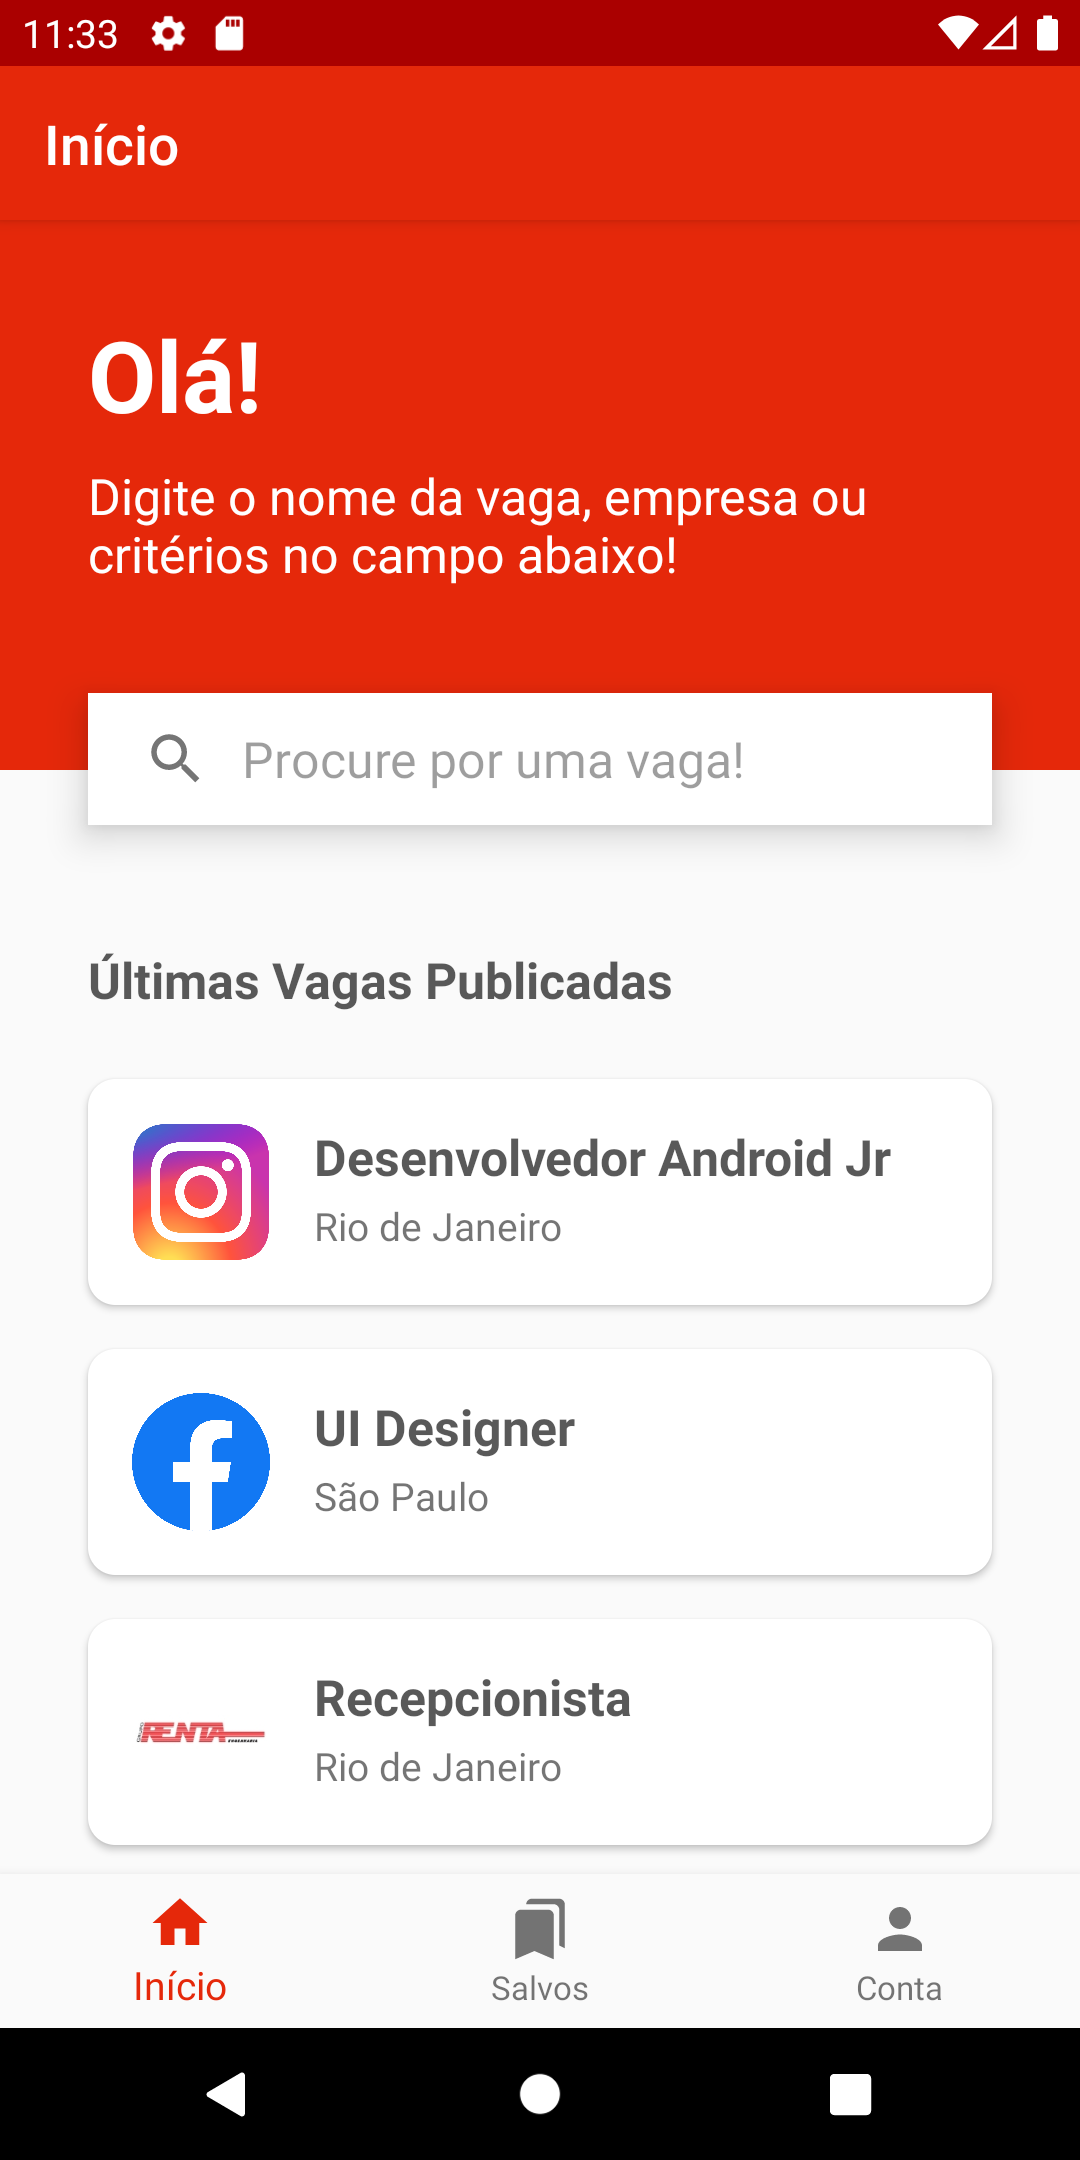 11:33
Início
Olá!
Digite o nome da vaga, empresa ou
critérios no campo abaixo!
Procure por uma vaga!
Últimas Vagas Publicadas
Desenvolvedor Android Jr
Rio de Janeiro
UI Designer
São Paulo
RENTA
Recepcionista
Rio de Janeiro
Início
Salvos
Conta